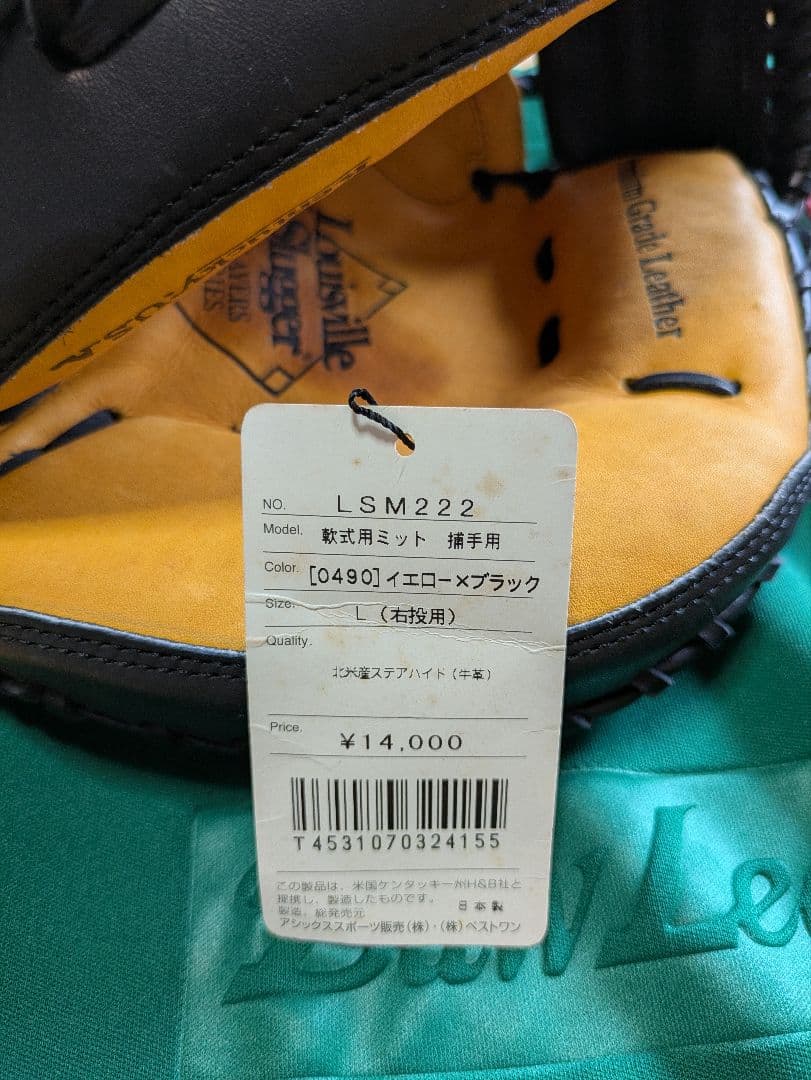 Louisville
Slugger
Grade Leather
NO. LSM222
Model. 軟式用ミット 捕手用
Color. [0490]イエロー×ブラック
Size. L（右投用）
Quality.
北米産ステアハイド（牛革）
Price. ¥14,000
T4531070324155
この製品は、米国ケンタッキー州H&B社と
提携し、製造したものです。 日本製
製造、総発売元
アシックススポーツ販売（株）・（株）ベストワン